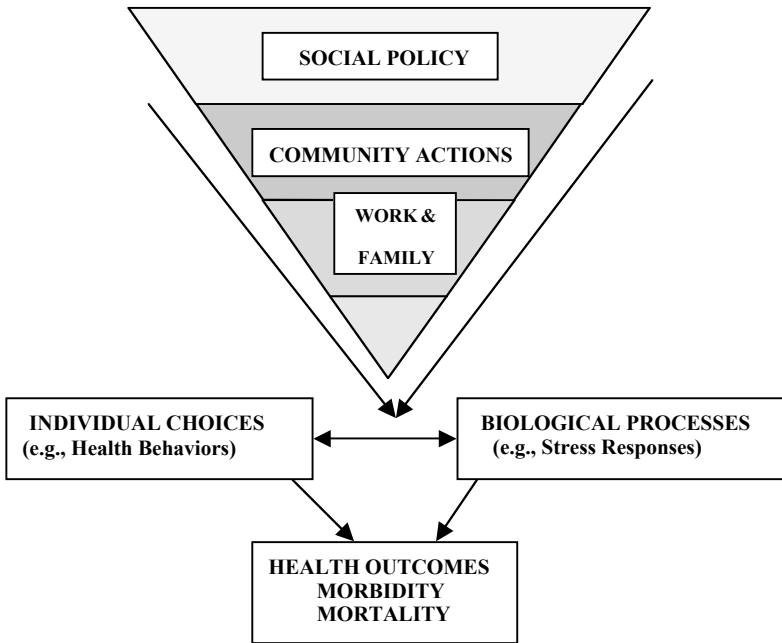 SOCIAL POLICY
COMMUNITY ACTIONS
WORK &
FAMILY
INDIVIDUAL CHOICES
(e.g., Health Behaviors)
BIOLOGICAL PROCESSES
(e.g., Stress Responses)
HEALTH OUTCOMES
MORBIDITY
MORTALITY